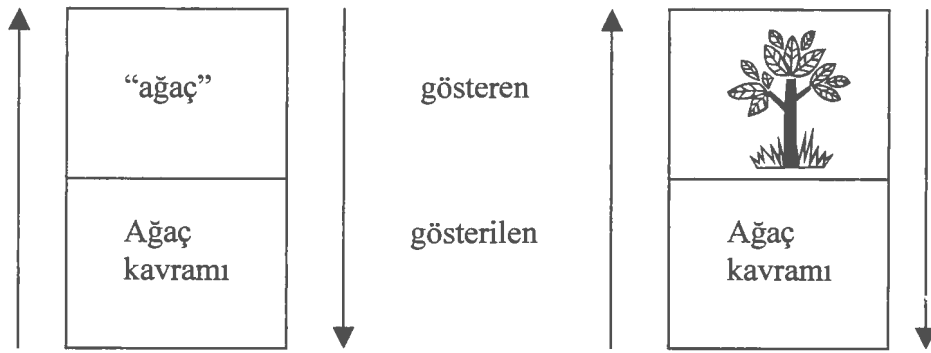 “ağaç”
gösteren
Ağaç
kavramı
gösterilen
Ağaç
kavramı